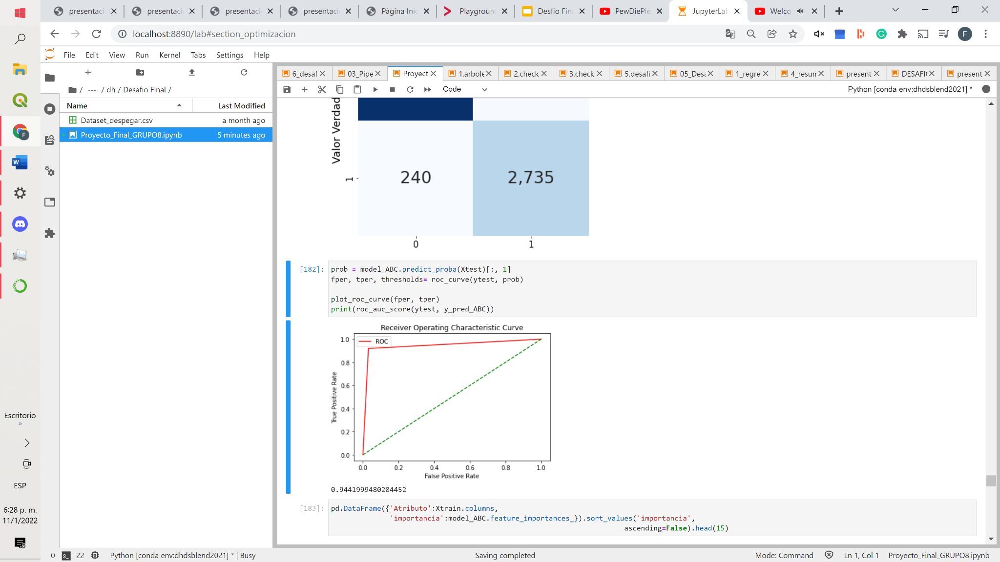 presentaci
presentaci
presentaci
presentaci
Página Inic
Playground
Desfio Fin
PewDiePie
JupyterLab
Welco
localhost:8890/lab#section_optimizacion
F
File Edit View Run Kernel Tabs Settings Help
/ ... / dh / Desafio Final /
Name Last Modified
Dataset_despegar.csv a month ago
Proyecto_Final_GRUPO8.ipynb 5 minutes ago
6_desaf
03_Pipe
Proyect
1.arbole
2.check
3.check
5.desafi
05_Desa
1_regre
4_resum
present
DESAFIO
present
Code
Python [conda env:dhdsblend2021] *
Valor Verdad
1
240 2,735
0 1
[182]:
prob = model_ABC.predict_proba(Xtest)[:, 1]
fper, tper, thresholds= roc_curve(ytest, prob)
plot_roc_curve(fper, tper)
print(roc_auc_score(ytest, y_pred_ABC))
Receiver Operating Characteristic Curve
ROC
True Positive Rate
1.0
0.8
0.6
0.4
0.2
0.0
0.0 0.2 0.4 0.6 0.8 1.0
False Positive Rate
0.9441999480204452
[183]:
pd.DataFrame({'Atributo':Xtrain.columns,
'importancia':model_ABC.feature_importances_}).sort_values('importancia',
ascending=False).head(15)
Escritorio
»
ESP
6:28 p. m.
11/1/2022
0 22 Python [conda env:dhdsblend2021] * | Busy
Saving completed
Mode: Command Ln 1, Col 1 Proyecto_Final_GRUPO8.ipynb